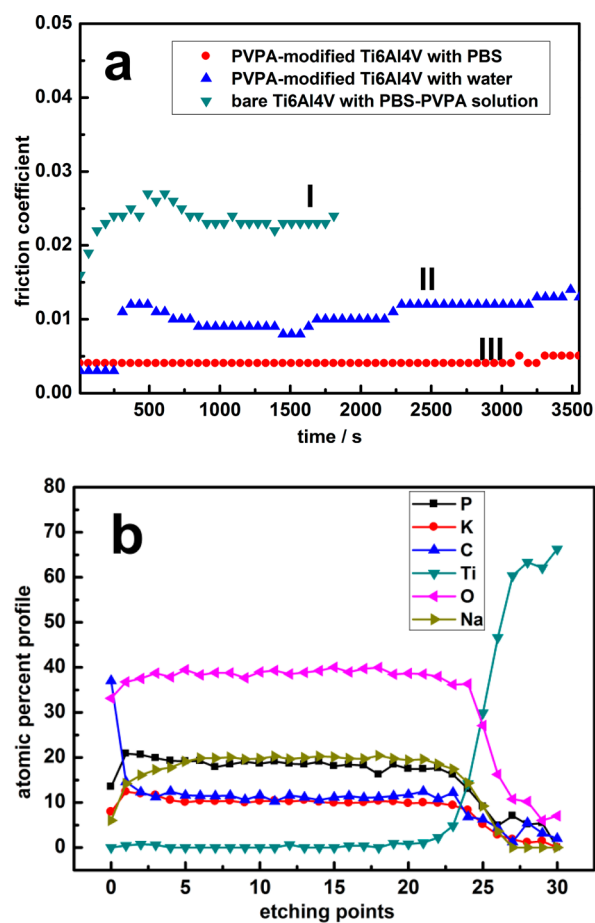 a
PVPA-modified Ti6Al4V with PBS
PVPA-modified Ti6Al4V with water
bare Ti6Al4V with PBS-PVPA solution
I
II
III
0.05
0.04
0.03
0.02
0.01
0.00
friction coefficient
500 1000 1500 2000 2500 3000 3500
time / s
b
P
K
C
Ti
O
Na
80
70
60
50
40
30
20
10
0
atomic percent profile
0 5 10 15 20 25 30
etching points